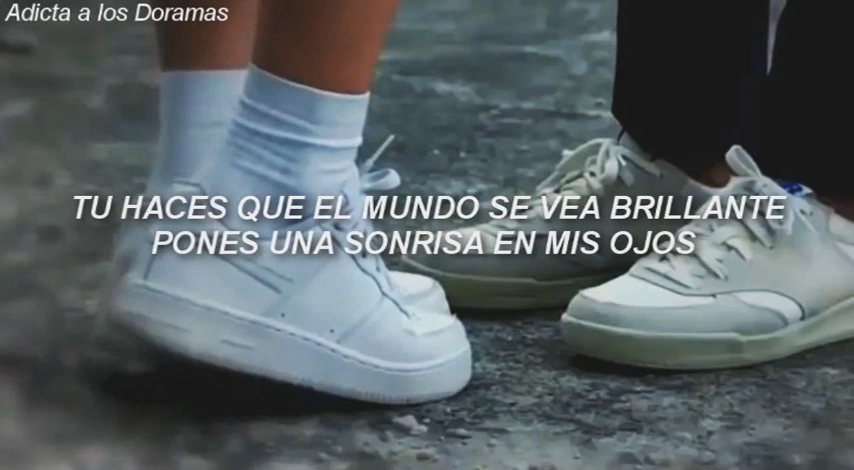 Adicta a los Doramas
TU HACES QUE EL MUNDO SE VEA BRILLANTE
PONES UNA SONRISA EN MIS OJOS